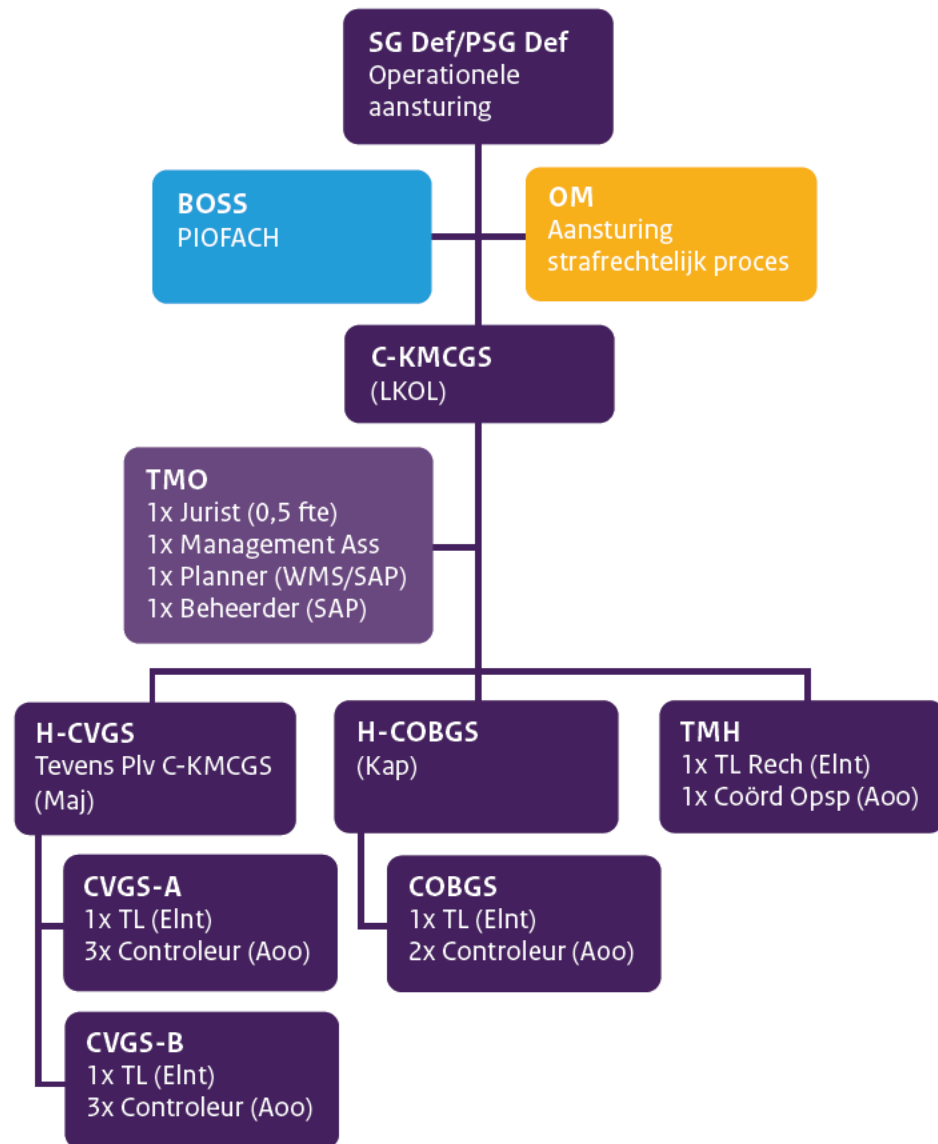 SG Def/PSG Def
Operationele
aansturing
BOSS
PIOFACH
OM
Aansturing
strafrechtelijk proces
C-KMCGS
(LKOL)
TMO
1x Jurist (0,5 fte)
1x Management Ass
1x Planner (WMS/SAP)
1x Beheerder (SAP)
H-CVGS
Tevens Plv C-KMCGS
(Maj)
H-COBGS
(Kap)
TMH
1x TL Rech (Elnt)
1x Coörd Opsp (Aoo)
CVGS-A
1x TL (Elnt)
3x Controleur (Aoo)
COBGS
1x TL (Elnt)
2x Controleur (Aoo)
CVGS-B
1x TL (Elnt)
3x Controleur (Aoo)